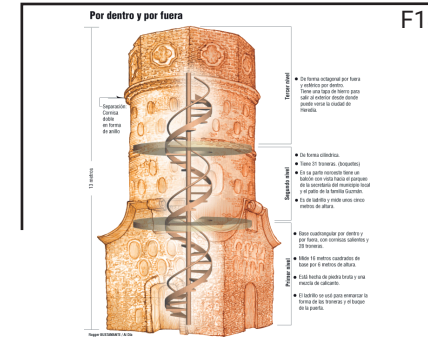 Por dentro y por fuera
F1
Tercer nivel
● De forma octagonal por fuera
y esférico por dentro.
Tiene una tapa de hierro para
salir al exterior desde donde
puede verse la ciudad de
Heredia.
Separación
Cornisa
doble
en forma
de anillo
13 metros
Segundo nivel
● De forma cilíndrica.
● Tiene 31 troneras. (boquetes)
● En su parte noroeste tiene un
balcón con vista hacia el parqueo
de la secretaría del municipio local
y el patio de la familia Guzmán.
● Es de ladrillo y mide unos cinco
metros de altura.
Primer nivel
● Base cuadrangular por dentro y
por fuera, con cornisas salientes y
28 troneras.
● Mide 16 metros cuadrados de
base por 6 metros de altura.
● Está hecha de piedra bruta y una
mezcla de calicanto.
● El ladrillo se usó para enmarcar la
forma de las troneras y el buque
de la puerta.